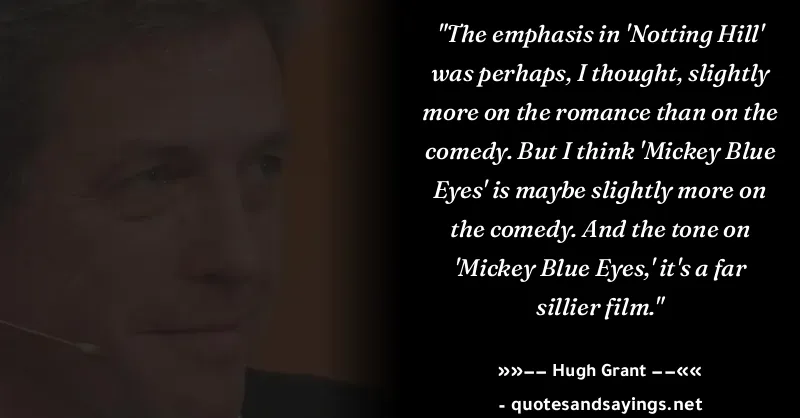 "The emphasis in 'Notting Hill'
was perhaps, I thought, slightly
more on the romance than on the
comedy. But I think 'Mickey Blue
Eyes' is maybe slightly more on
the comedy. And the tone on
'Mickey Blue Eyes,' it's a far
sillier film."
»»−− Hugh Grant −−««
- quotesandsayings.net